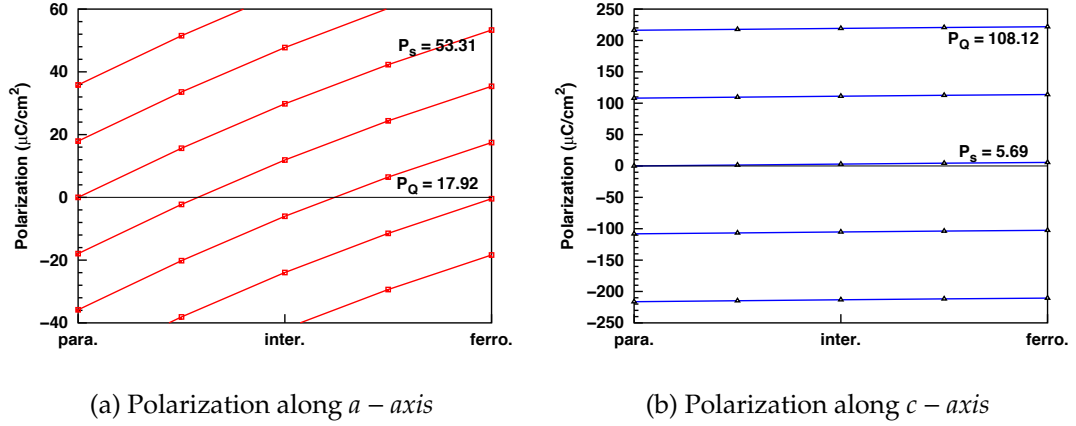 60
40
20
0
−20
−40
Polarization (μC/cm²)
Pₛ = 53.31
P_Q = 17.92
para.
inter.
ferro.
(a) Polarization along a − axis
250
200
150
100
50
0
−50
−100
−150
−200
−250
Polarization (μC/cm²)
P_Q = 108.12
Pₛ = 5.69
para.
inter.
ferro.
(b) Polarization along c − axis